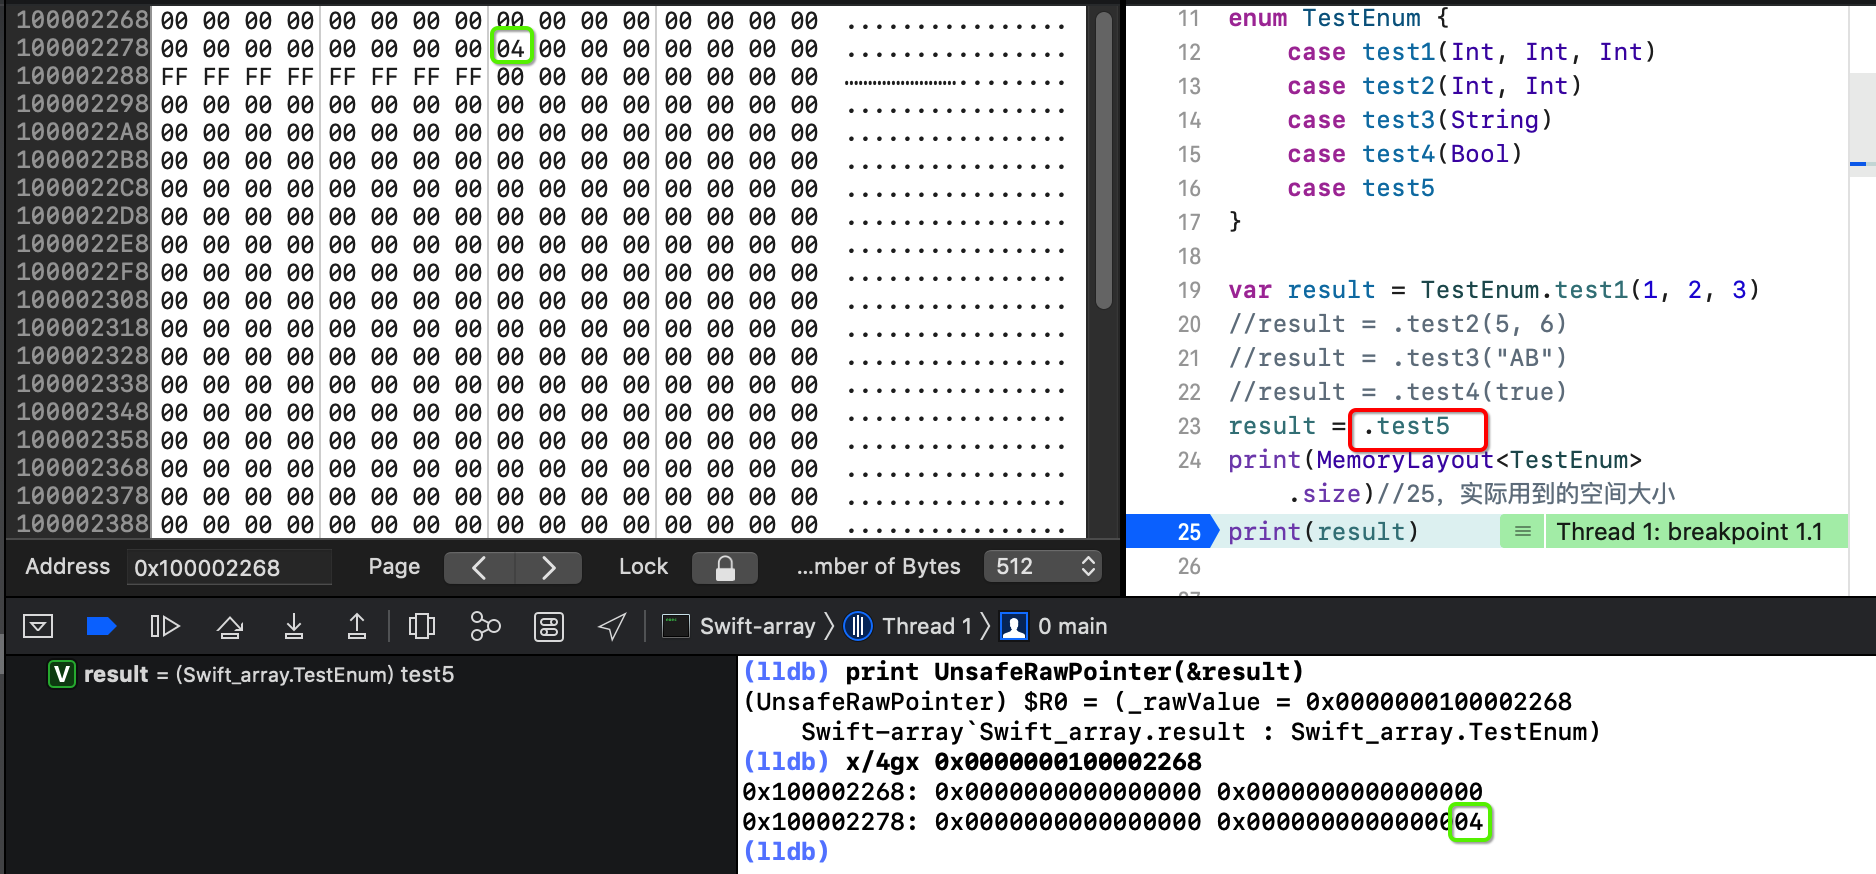 100002268 00 00 00 00 00 00 00 00 00 00 00 00 00 00 00 00 ................
100002278 00 00 00 00 00 00 00 00 04 00 00 00 00 00 00 00 ................
100002288 FF FF FF FF FF FF FF FF 00 00 00 00 00 00 00 00
100002298 00 00 00 00 00 00 00 00 00 00 00 00 00 00 00 00 ................
1000022A8 00 00 00 00 00 00 00 00 00 00 00 00 00 00 00 00 ................
1000022B8 00 00 00 00 00 00 00 00 00 00 00 00 00 00 00 00 ................
1000022C8 00 00 00 00 00 00 00 00 00 00 00 00 00 00 00 00 ................
1000022D8 00 00 00 00 00 00 00 00 00 00 00 00 00 00 00 00 ................
1000022E8 00 00 00 00 00 00 00 00 00 00 00 00 00 00 00 00 ................
1000022F8 00 00 00 00 00 00 00 00 00 00 00 00 00 00 00 00 ................
100002308 00 00 00 00 00 00 00 00 00 00 00 00 00 00 00 00 ................
100002318 00 00 00 00 00 00 00 00 00 00 00 00 00 00 00 00 ................
100002328 00 00 00 00 00 00 00 00 00 00 00 00 00 00 00 00 ................
100002338 00 00 00 00 00 00 00 00 00 00 00 00 00 00 00 00 ................
100002348 00 00 00 00 00 00 00 00 00 00 00 00 00 00 00 00 ................
100002358 00 00 00 00 00 00 00 00 00 00 00 00 00 00 00 00 ................
100002368 00 00 00 00 00 00 00 00 00 00 00 00 00 00 00 00 ................
100002378 00 00 00 00 00 00 00 00 00 00 00 00 00 00 00 00 ................
100002388 00 00 00 00 00 00 00 00 00 00 00 00 00 00 00 00 ................
Address 0x100002268 Page Lock ...mber of Bytes 512
11 enum TestEnum {
12 case test1(Int, Int, Int)
13 case test2(Int, Int)
14 case test3(String)
15 case test4(Bool)
16 case test5
17 }
18
19 var result = TestEnum.test1(1, 2, 3)
20 //result = .test2(5, 6)
21 //result = .test3("AB")
22 //result = .test4(true)
23 result = .test5
24 print(MemoryLayout<TestEnum>
.size)//25，实际用到的空间大小
25 print(result) Thread 1: breakpoint 1.1
26
Swift-array Thread 1 0 main
V result = (Swift_array.TestEnum) test5
(lldb) print UnsafeRawPointer(&result)
(UnsafeRawPointer) $R0 = (_rawValue = 0x0000000100002268
Swift-array`Swift_array.result : Swift_array.TestEnum)
(lldb) x/4gx 0x0000000100002268
0x100002268: 0x0000000000000000 0x0000000000000000
0x100002278: 0x0000000000000000 0x0000000000000004
(lldb)